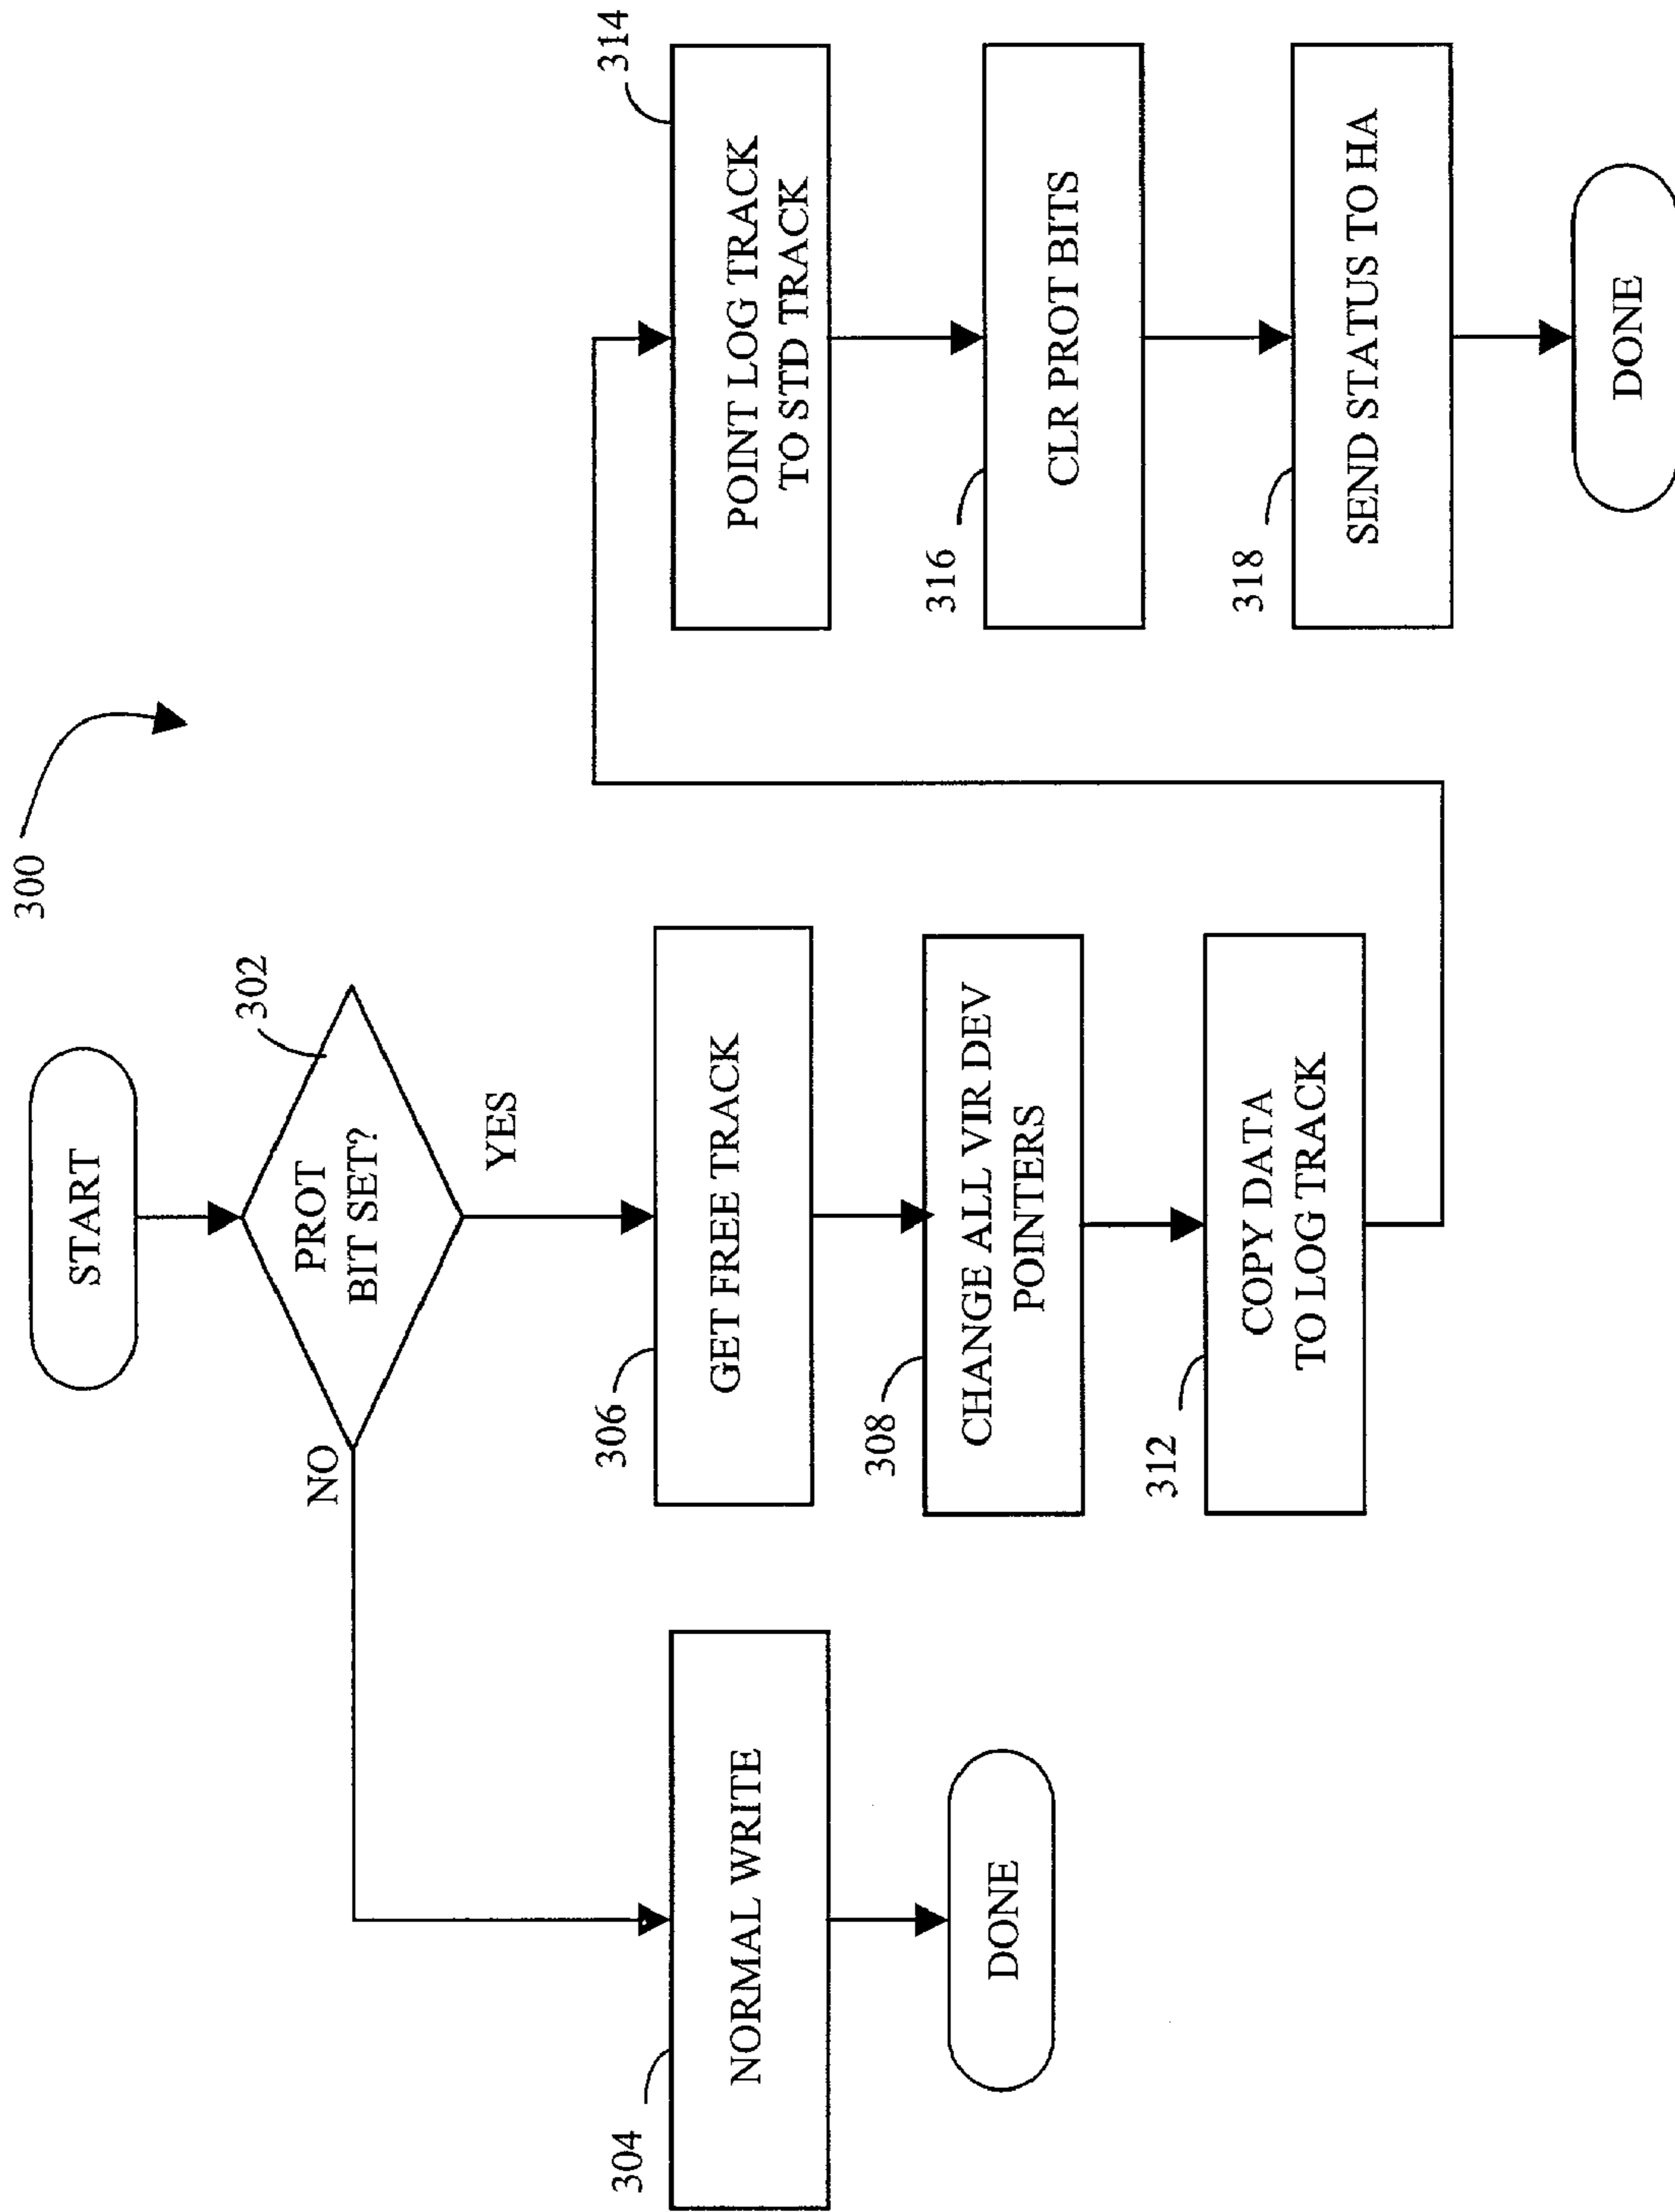 300
START
302
PROT
BIT SET?
NO
YES
304
NORMAL WRITE
DONE
306
GET FREE TRACK
308
CHANGE ALL VIR DEV
POINTERS
312
COPY DATA
TO LOG TRACK
314
POINT LOG TRACK
TO STD TRACK
316
CLR PROT BITS
318
SEND STATUS TO HA
DONE